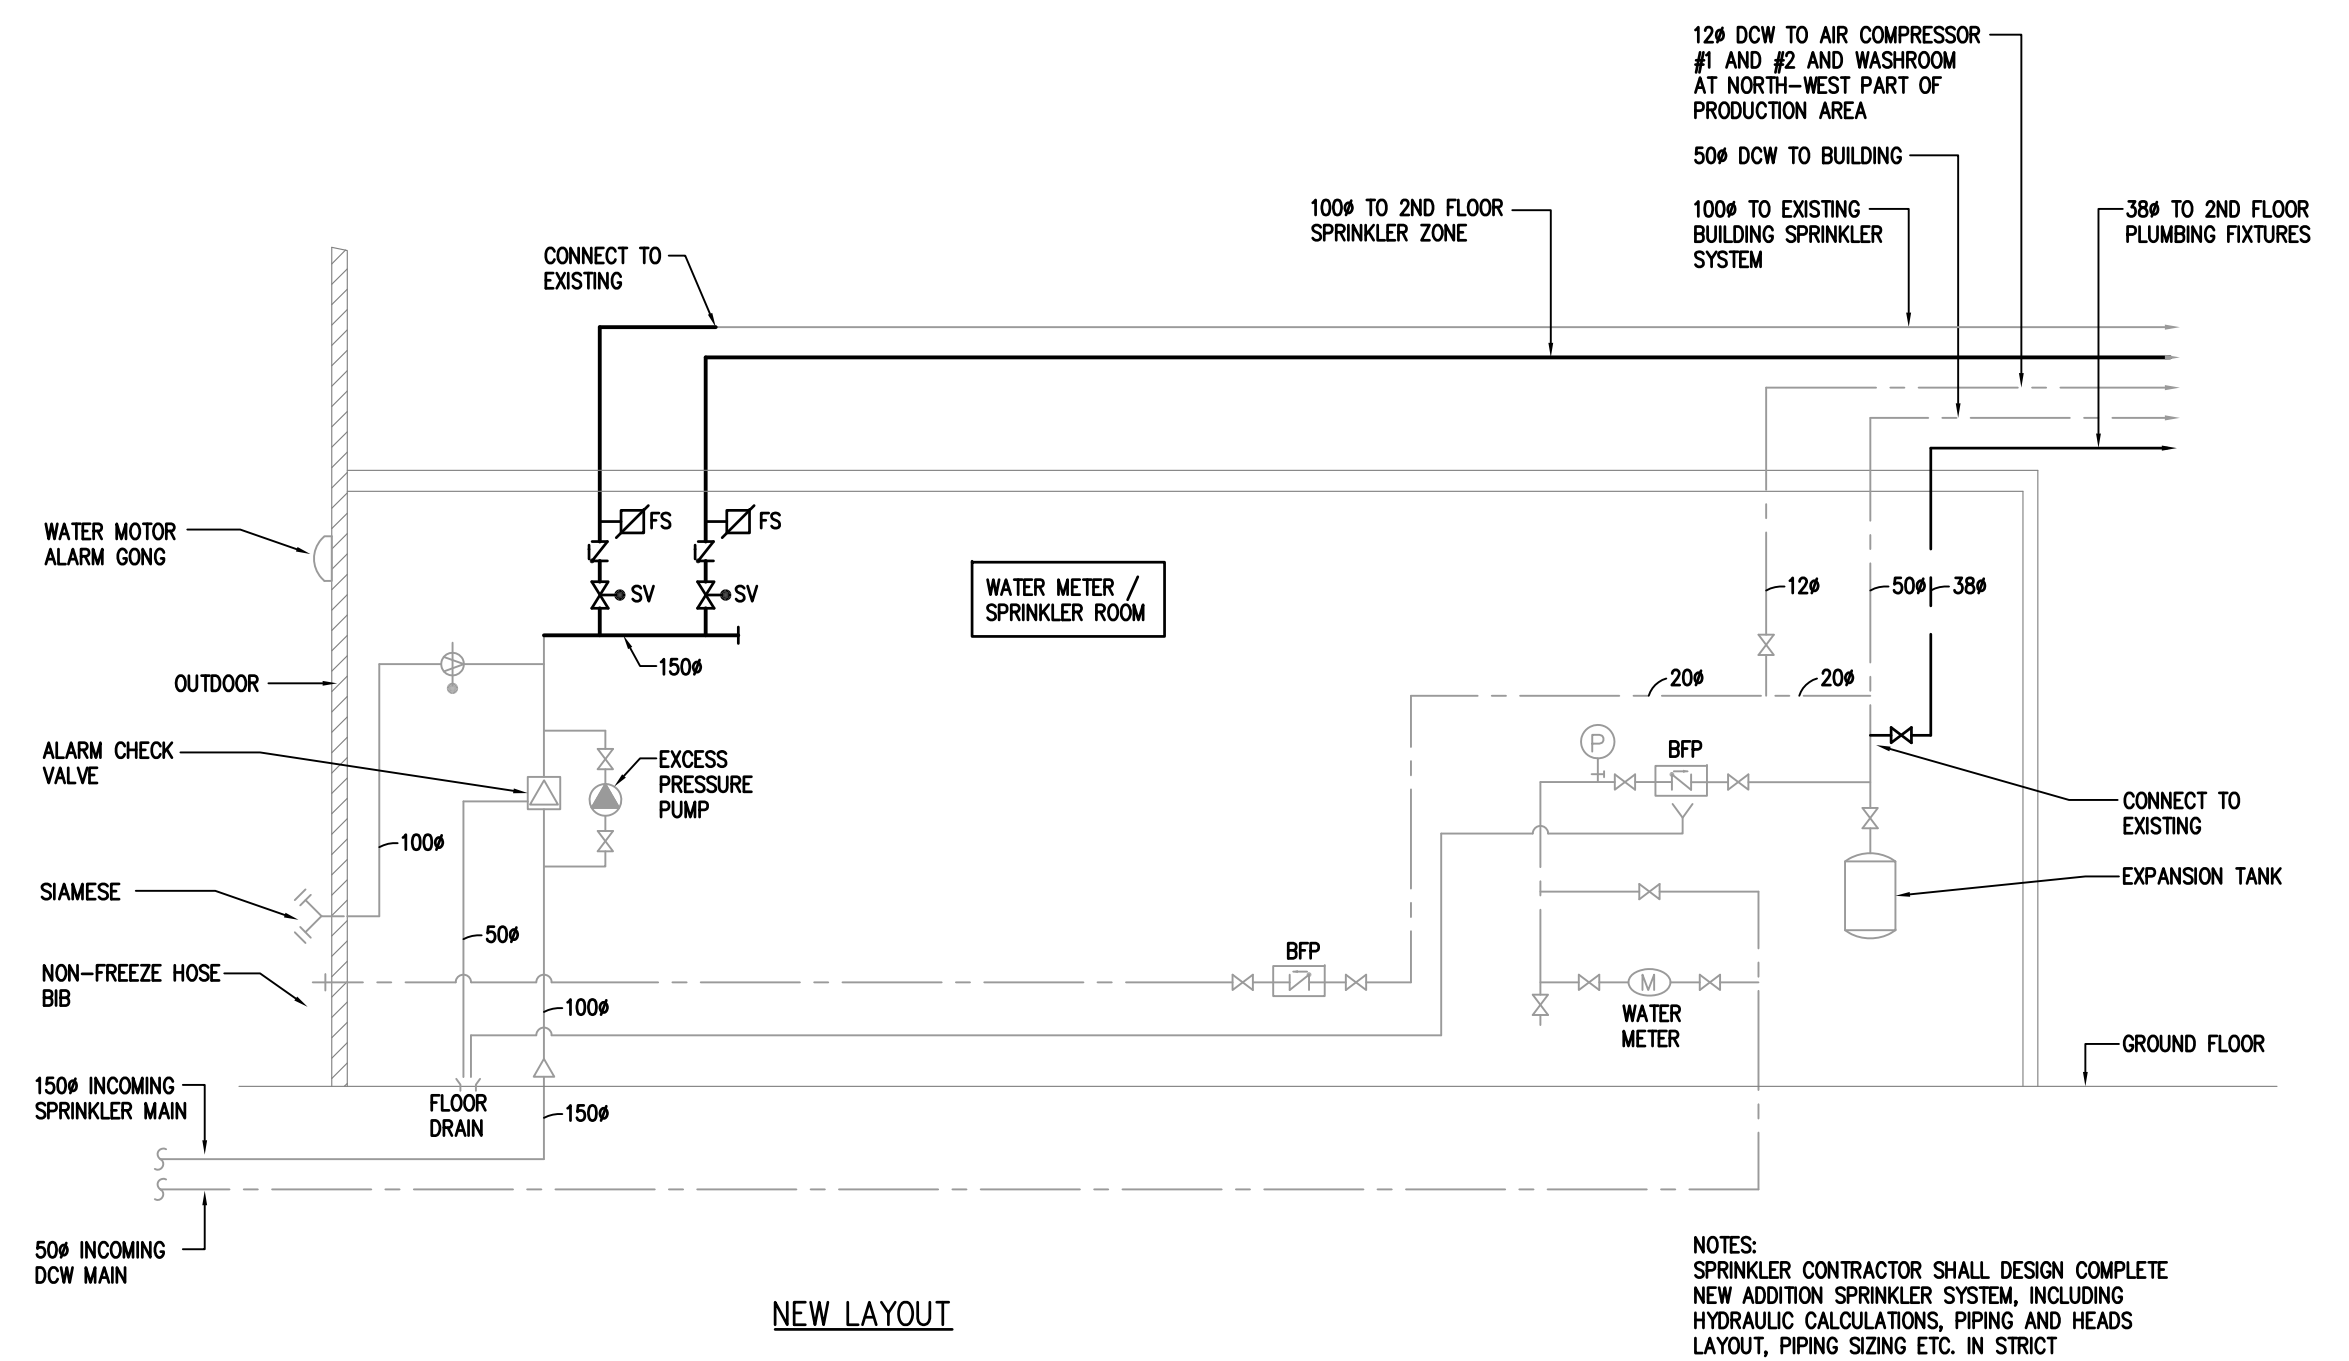 12ø DCW TO AIR COMPRESSOR
#1 AND #2 AND WASHROOM
AT NORTH-WEST PART OF
PRODUCTION AREA
50ø DCW TO BUILDING
100ø TO 2ND FLOOR
SPRINKLER ZONE
100ø TO EXISTING
BUILDING SPRINKLER
SYSTEM
38ø TO 2ND FLOOR
PLUMBING FIXTURES
CONNECT TO
EXISTING
WATER MOTOR
ALARM GONG
FS
FS
SV
SV
WATER METER /
SPRINKLER ROOM
12ø
50ø
38ø
150ø
OUTDOOR
20ø
20ø
ALARM CHECK
VALVE
EXCESS
PRESSURE
PUMP
P
BFP
CONNECT TO
EXISTING
100ø
SIAMESE
EXPANSION TANK
50ø
NON-FREEZE HOSE
BIB
BFP
100ø
M
WATER
METER
GROUND FLOOR
150ø INCOMING
SPRINKLER MAIN
FLOOR
DRAIN
150ø
50ø INCOMING
DCW MAIN
NEW LAYOUT
NOTES:
SPRINKLER CONTRACTOR SHALL DESIGN COMPLETE
NEW ADDITION SPRINKLER SYSTEM, INCLUDING
HYDRAULIC CALCULATIONS, PIPING AND HEADS
LAYOUT, PIPING SIZING ETC. IN STRICT